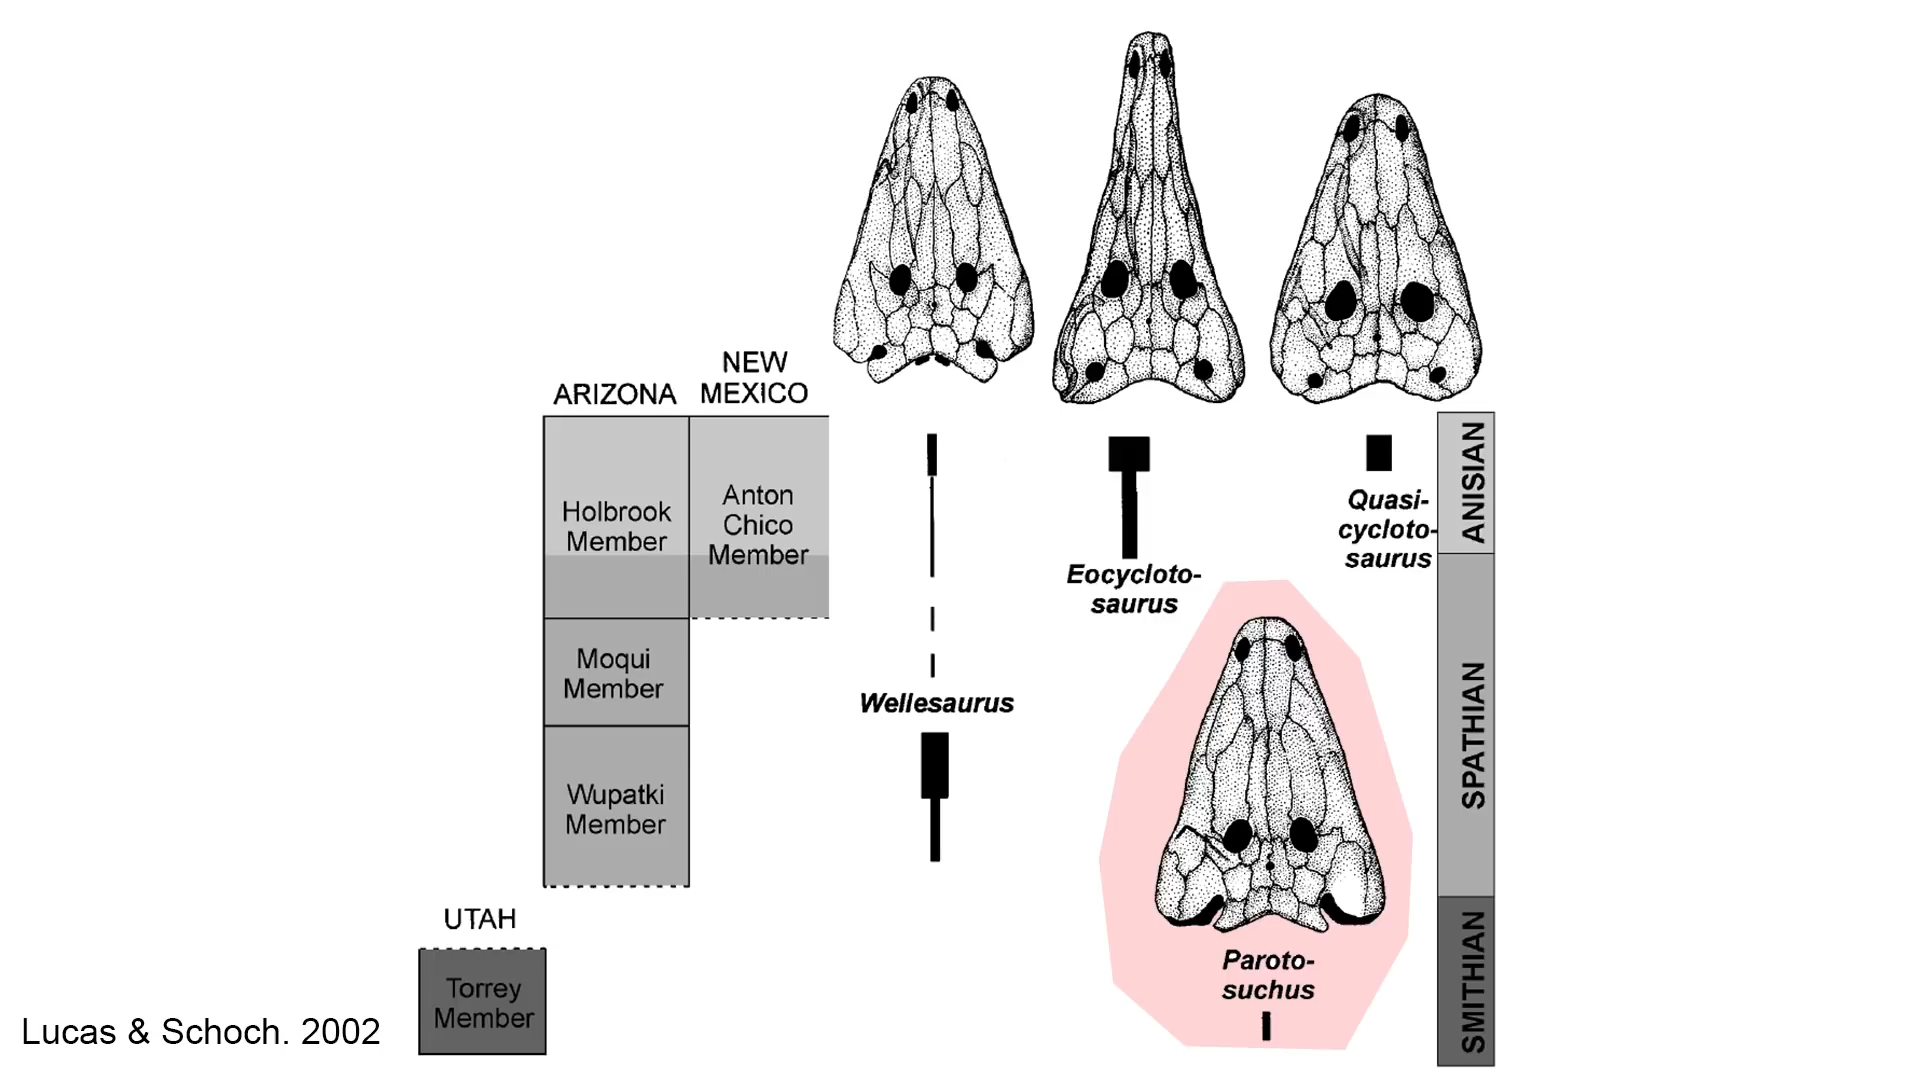 NEW
ARIZONA MEXICO
Holbrook
Member
Anton
Chico
Member
Moqui
Member
Wupatki
Member
UTAH
Torrey
Member
Wellesaurus
Eocycloto-
saurus
Quasi-
cycloto-
saurus
Paroto-
suchus
ANISIAN
SPATHIAN
SMITHIAN
Lucas & Schoch. 2002